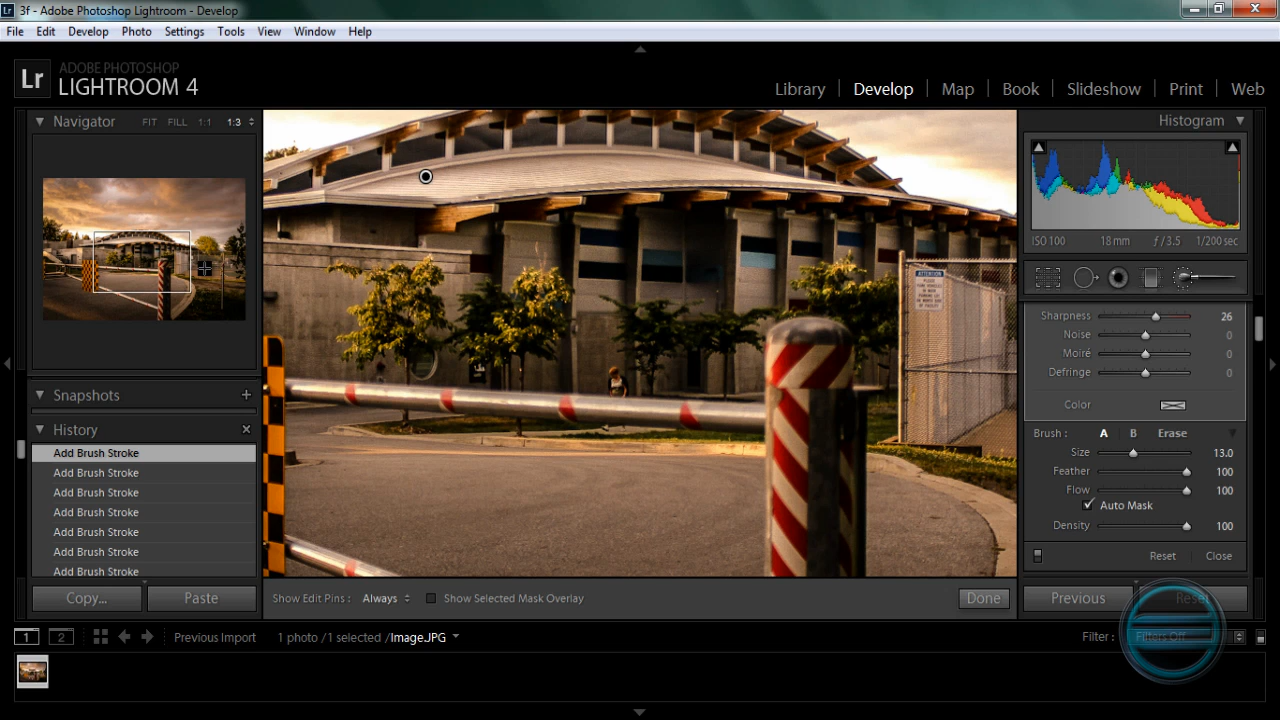 3f - Adobe Photoshop Lightroom - Develop
File Edit Develop Photo Settings Tools View Window Help
Lr ADOBE PHOTOSHOP
LIGHTROOM 4
Library Develop Map Book Slideshow Print Web
Navigator FIT FILL 1:1 1:3
Histogram
ISO 100 18 mm ƒ / 3.5 1/200 sec
ATTENTION
Sharpness 26
Noise 0
Moiré 0
Defringe 0
Color
Snapshots +
History ×
Add Brush Stroke
Add Brush Stroke
Add Brush Stroke
Add Brush Stroke
Add Brush Stroke
Add Brush Stroke
Add Brush Stroke
Brush : A B Erase
Size 13.0
Feather 100
Flow 100
Auto Mask
Density 100
Reset Close
Copy... Paste
Show Edit Pins : Always Show Selected Mask Overlay Done
Previous Reset
1 2 Previous Import 1 photo / 1 selected / ImageJPG
Filter : Filters Off